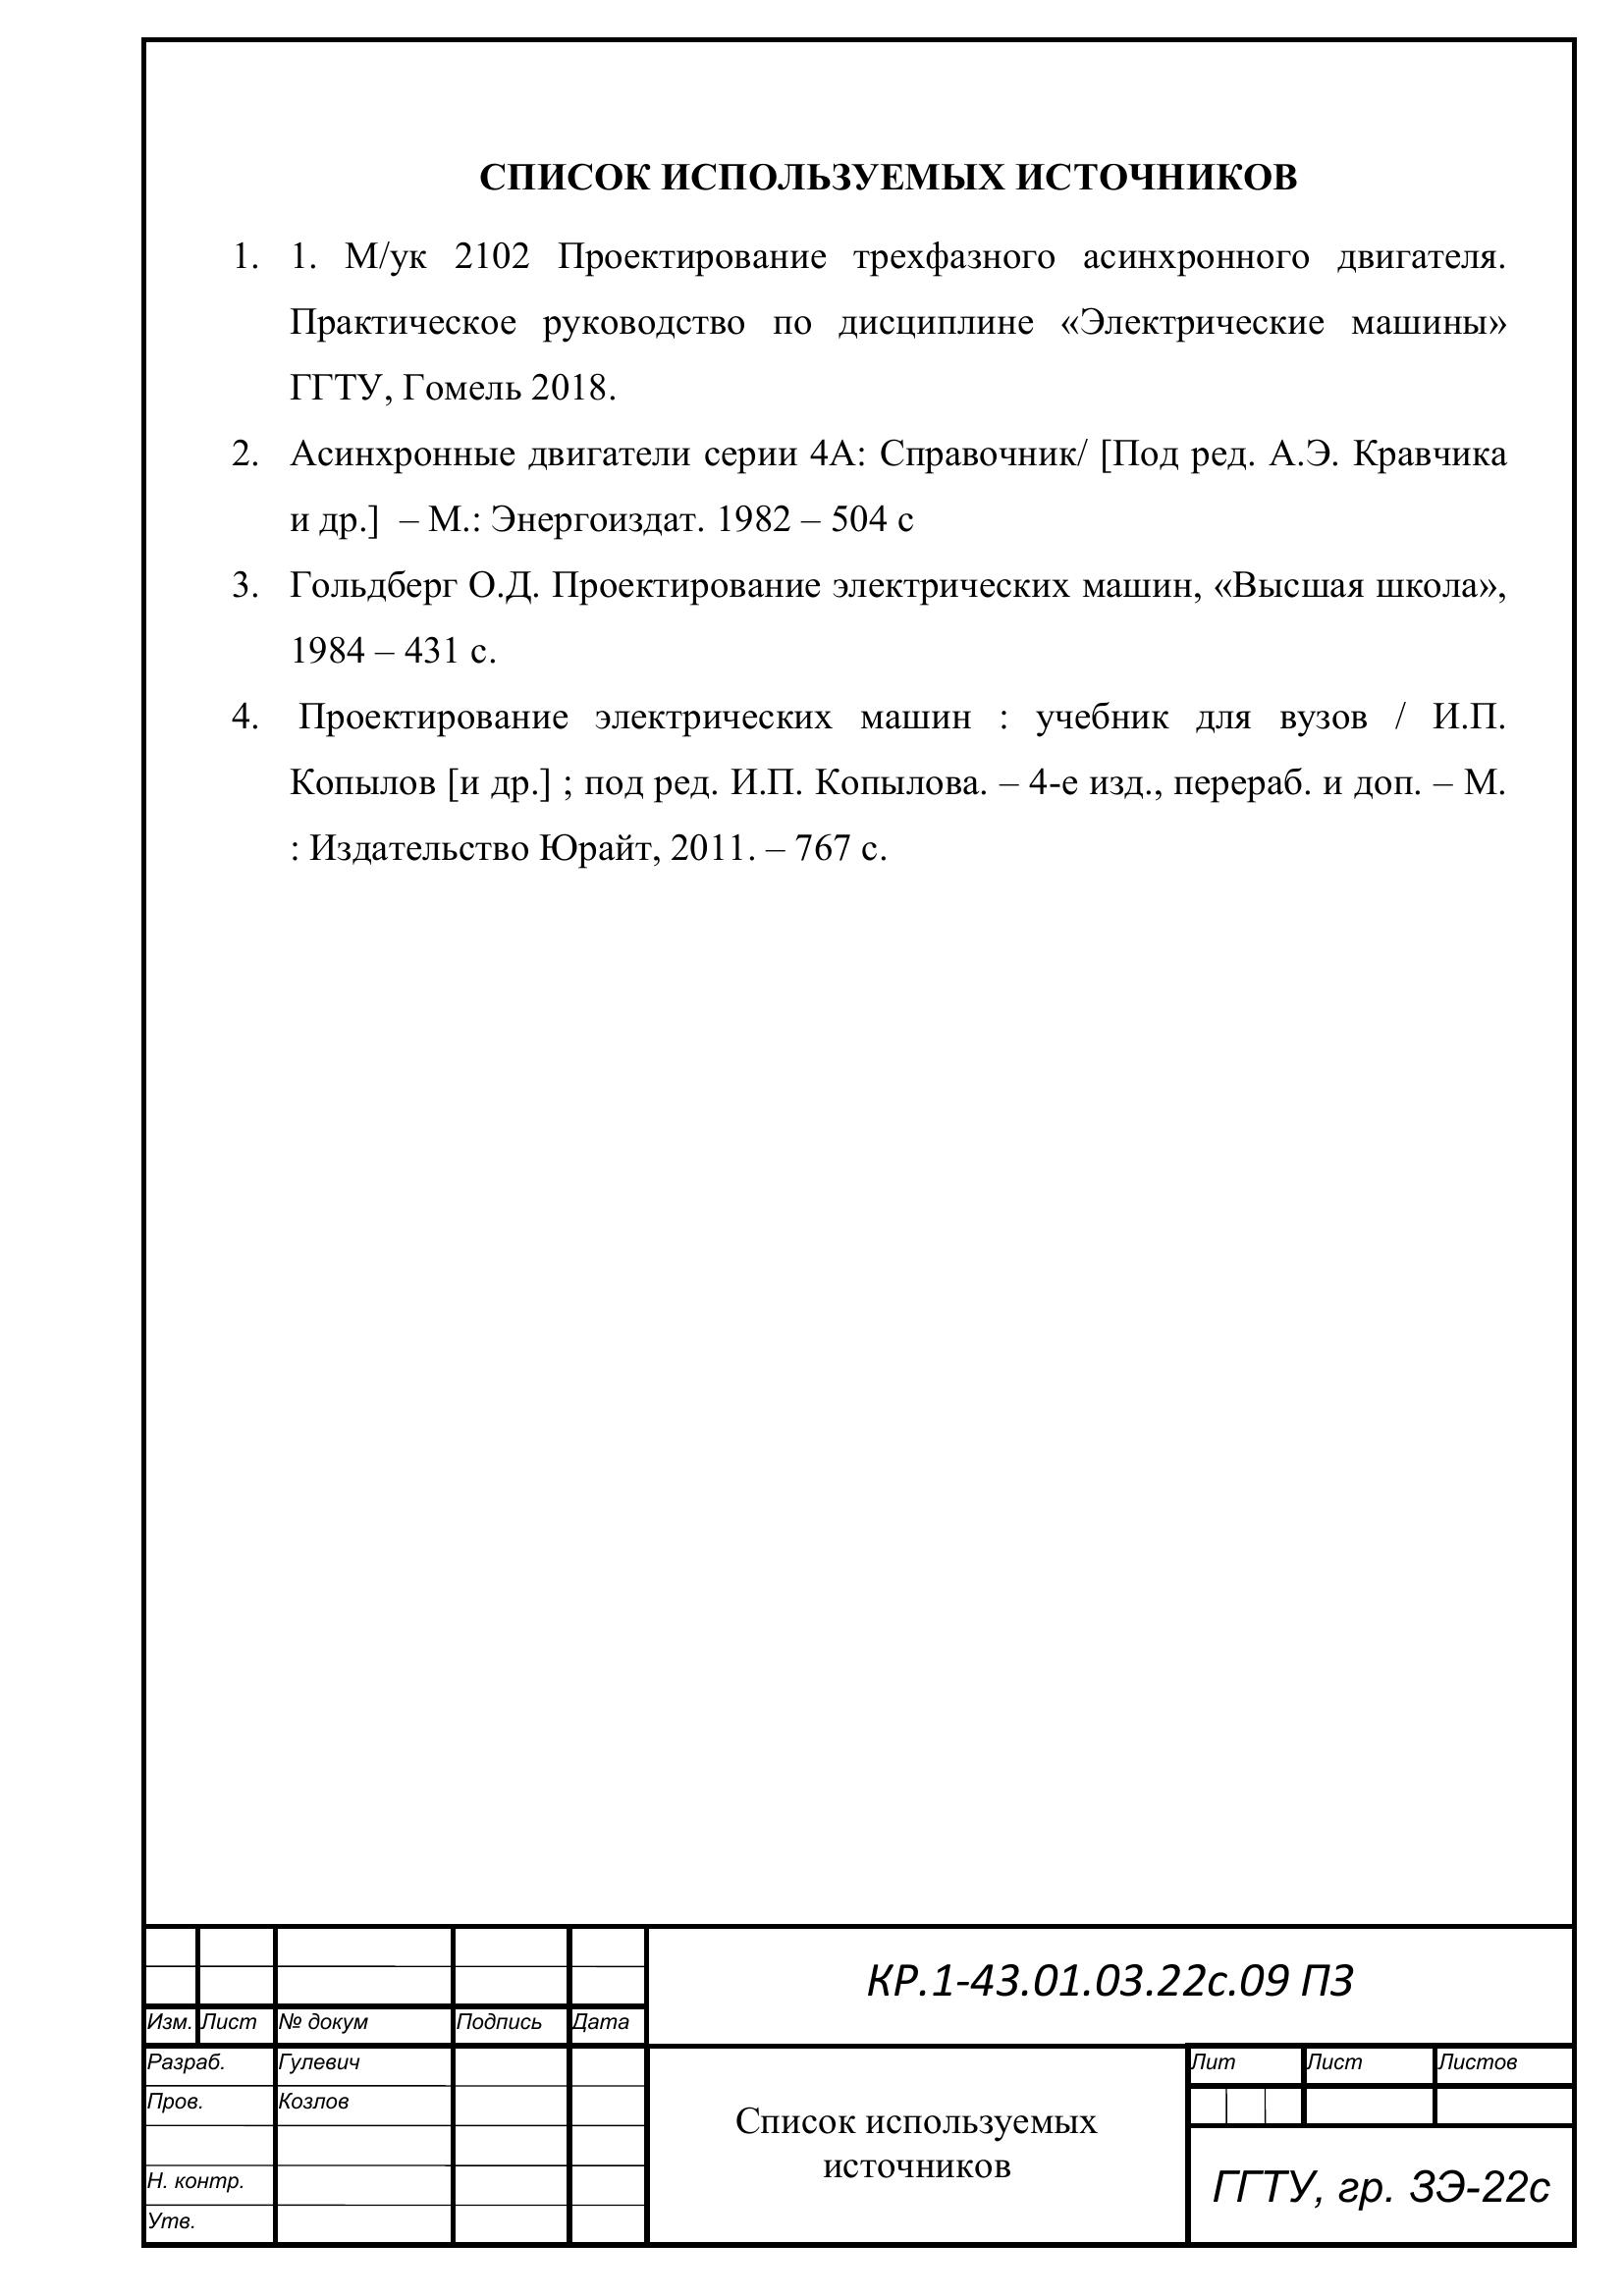 СПИСОК ИСПОЛЬЗУЕМЫХ ИСТОЧНИКОВ
1. 1. М/ук 2102 Проектирование трехфазного асинхронного двигателя.
Практическое руководство по дисциплине «Электрические машины»
ГГТУ, Гомель 2018.
2. Асинхронные двигатели серии 4А: Справочник/ [Под ред. А.Э. Кравчика
и др.] – М.: Энергоиздат. 1982 – 504 с
3. Гольдберг О.Д. Проектирование электрических машин, «Высшая школа»,
1984 – 431 с.
4. Проектирование электрических машин : учебник для вузов / И.П.
Копылов [и др.] ; под ред. И.П. Копылова. – 4-е изд., перераб. и доп. – М.
: Издательство Юрайт, 2011. – 767 с.
КР.1-43.01.03.22с.09 ПЗ
Изм. Лист № докум Подпись Дата
Разраб. Гулевич
Пров. Козлов
Н. контр.
Утв.
Список используемых
источников
Лит Лист Листов
ГГТУ, гр. ЗЭ-22с